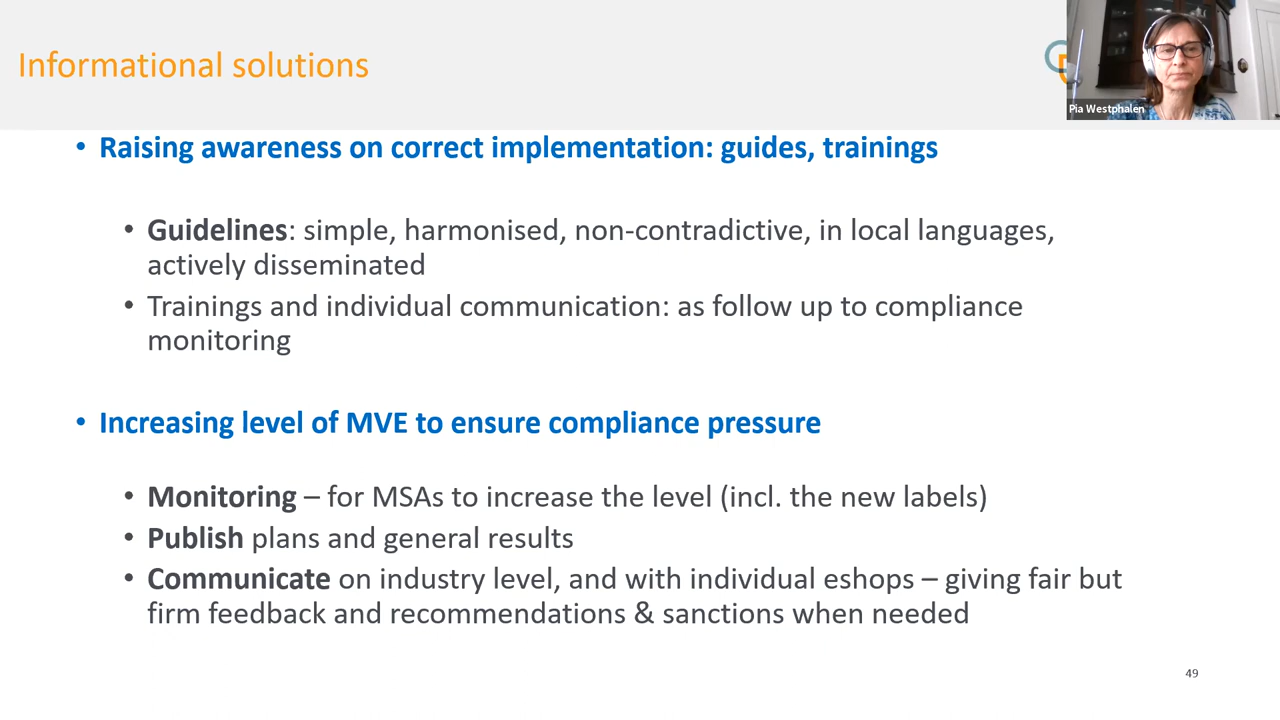 Informational solutions
Pia Westphalen
• Raising awareness on correct implementation: guides, trainings
• Guidelines: simple, harmonised, non-contradictive, in local languages,
actively disseminated
• Trainings and individual communication: as follow up to compliance
monitoring
• Increasing level of MVE to ensure compliance pressure
• Monitoring – for MSAs to increase the level (incl. the new labels)
• Publish plans and general results
• Communicate on industry level, and with individual eshops – giving fair but
firm feedback and recommendations & sanctions when needed
49